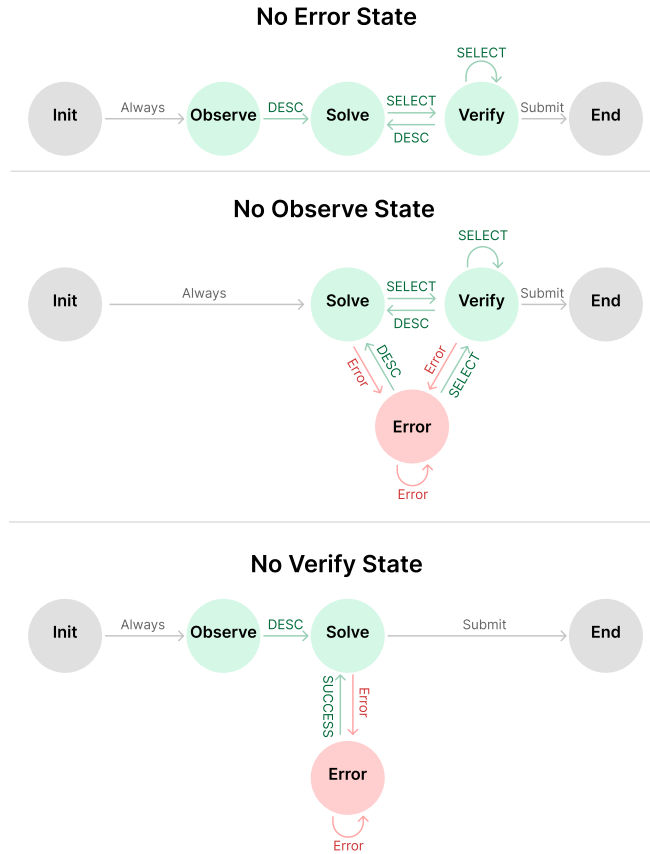 No Error State
SELECT
Init
Always
Observe
DESC
Solve
SELECT
DESC
Verify
Submit
End
No Observe State
SELECT
Init
Always
Solve
SELECT
DESC
Verify
Submit
End
Error
DESC
Error
SELECT
Error
Error
No Verify State
Init
Always
Observe
DESC
Solve
Submit
End
SUCCESS
Error
Error
Error